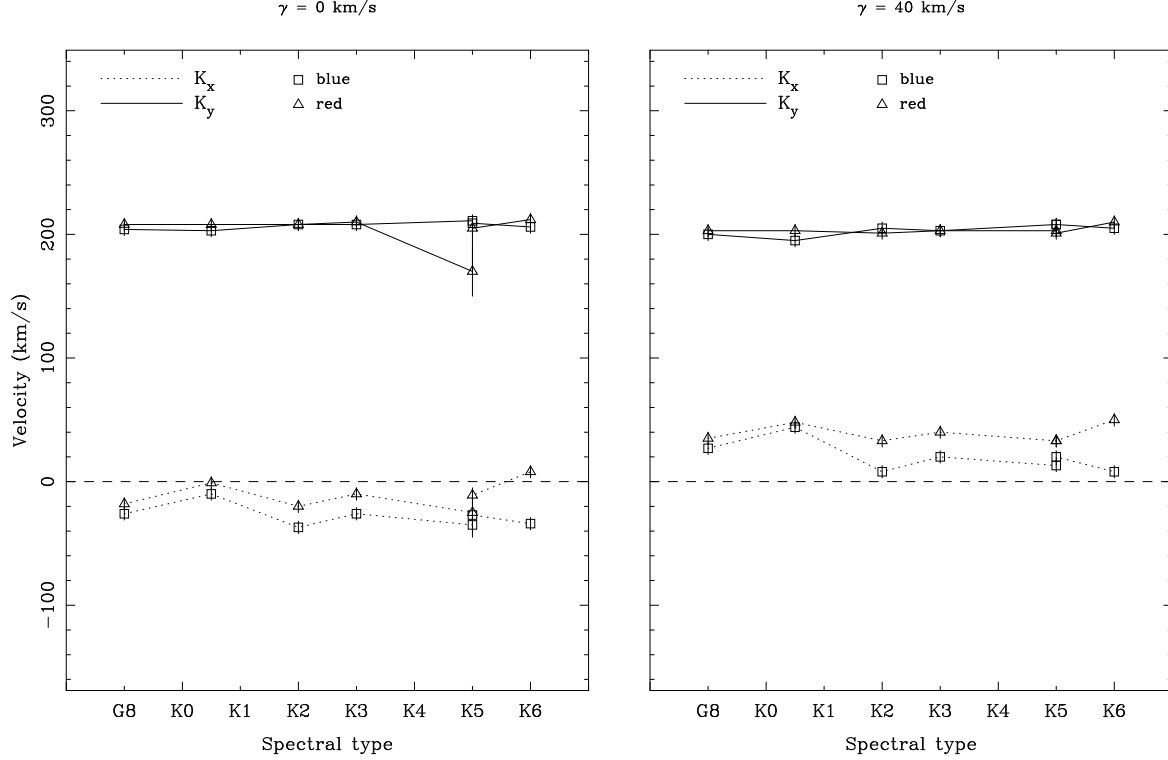 γ = 0 km/s
γ = 40 km/s
K_x
blue
K_y
red
K_x
blue
K_y
red
300
200
100
0
−100
Velocity (km/s)
G8 K0 K1 K2 K3 K4 K5 K6
G8 K0 K1 K2 K3 K4 K5 K6
Spectral type
Spectral type